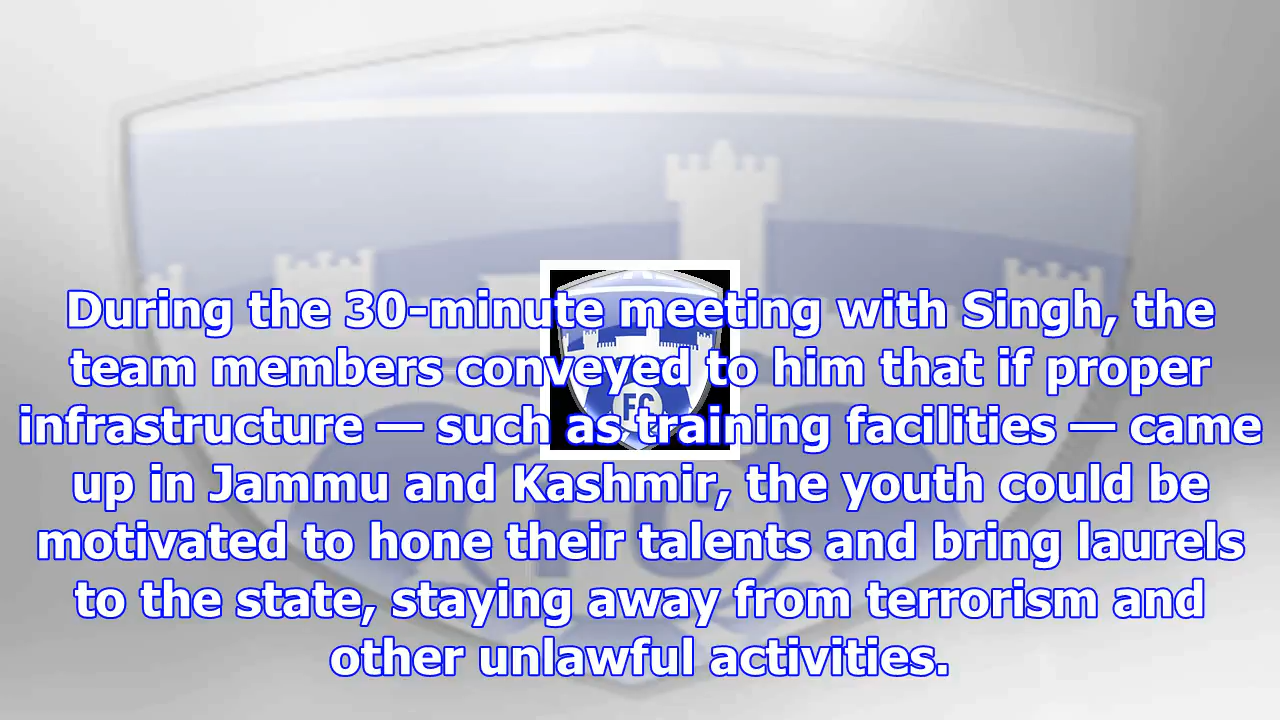 During the 30-minute meeting with Singh, the
team members conveyed to him that if proper
infrastructure — such as training facilities — came
up in Jammu and Kashmir, the youth could be
motivated to hone their talents and bring laurels
to the state, staying away from terrorism and
other unlawful activities.
FC
FC